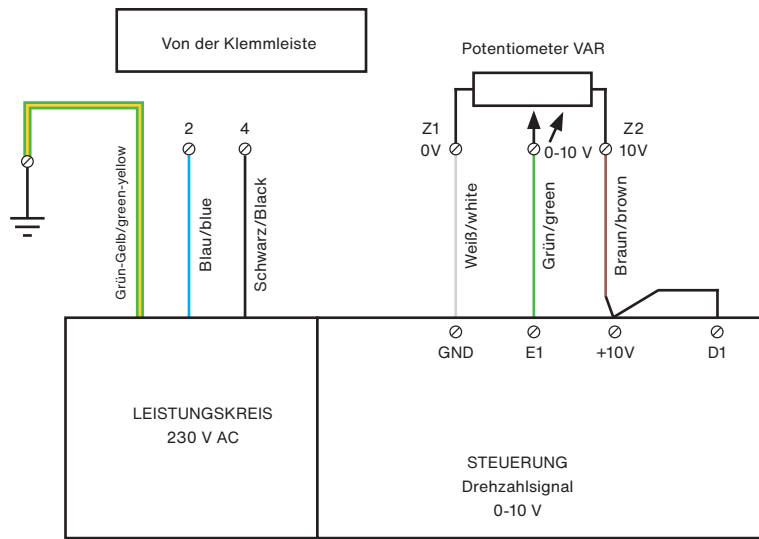 Von der Klemmleiste
Potentiometer VAR
2
4
Z1
0V
0-10 V
Z2
10V
Grün-Gelb/green-yellow
Blau/blue
Schwarz/Black
Weiß/white
Grün/green
Braun/brown
GND
E1
+10V
D1
LEISTUNGSKREIS
230 V AC
STEUERUNG
Drehzahlsignal
0-10 V